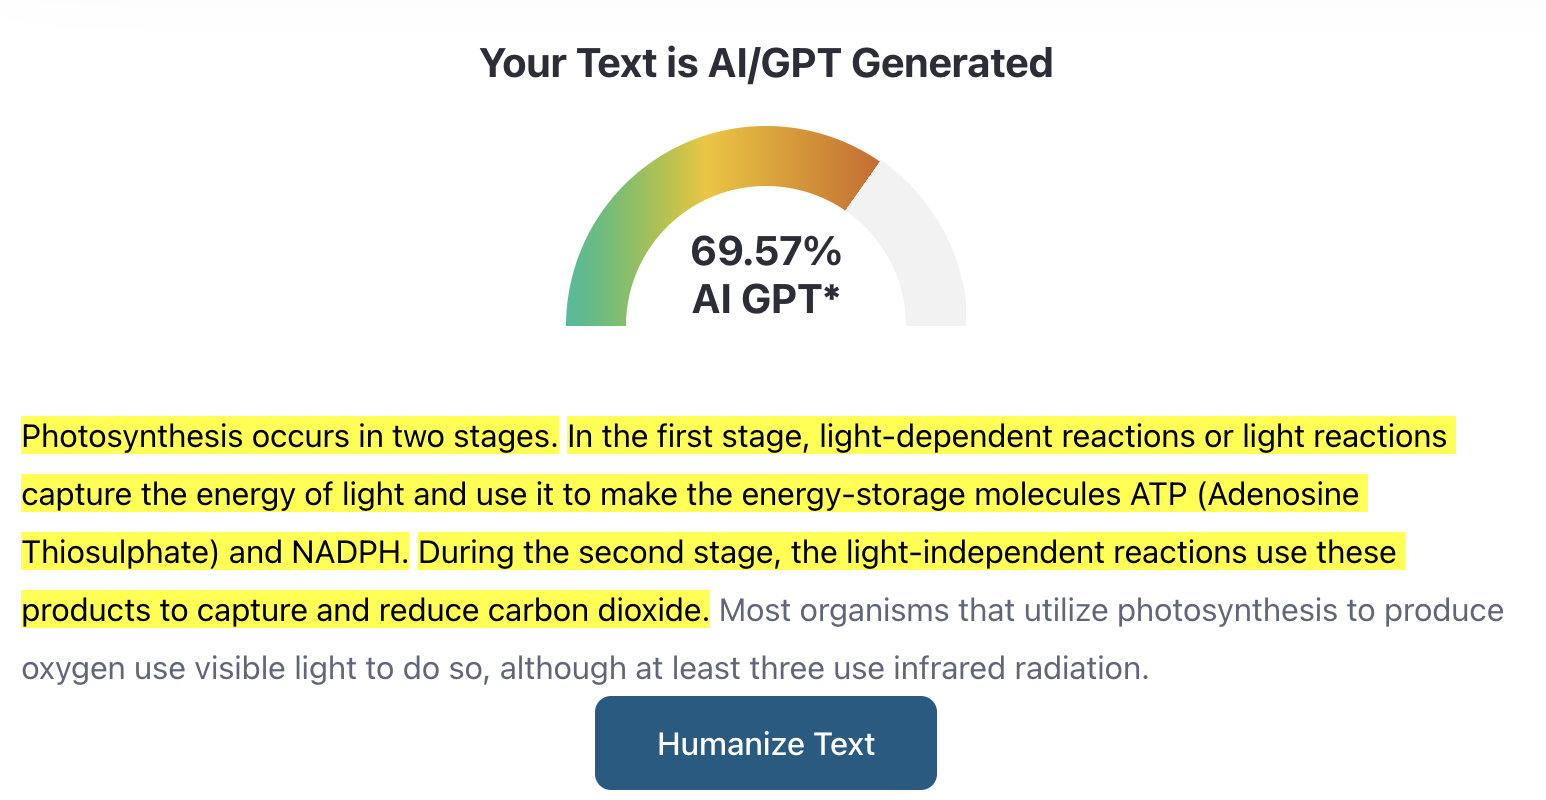 Your Text is AI/GPT Generated
69.57%
AI GPT*
Photosynthesis occurs in two stages. In the first stage, light-dependent reactions or light reactions
capture the energy of light and use it to make the energy-storage molecules ATP (Adenosine
Thiosulphate) and NADPH. During the second stage, the light-independent reactions use these
products to capture and reduce carbon dioxide. Most organisms that utilize photosynthesis to produce
oxygen use visible light to do so, although at least three use infrared radiation.
Humanize Text